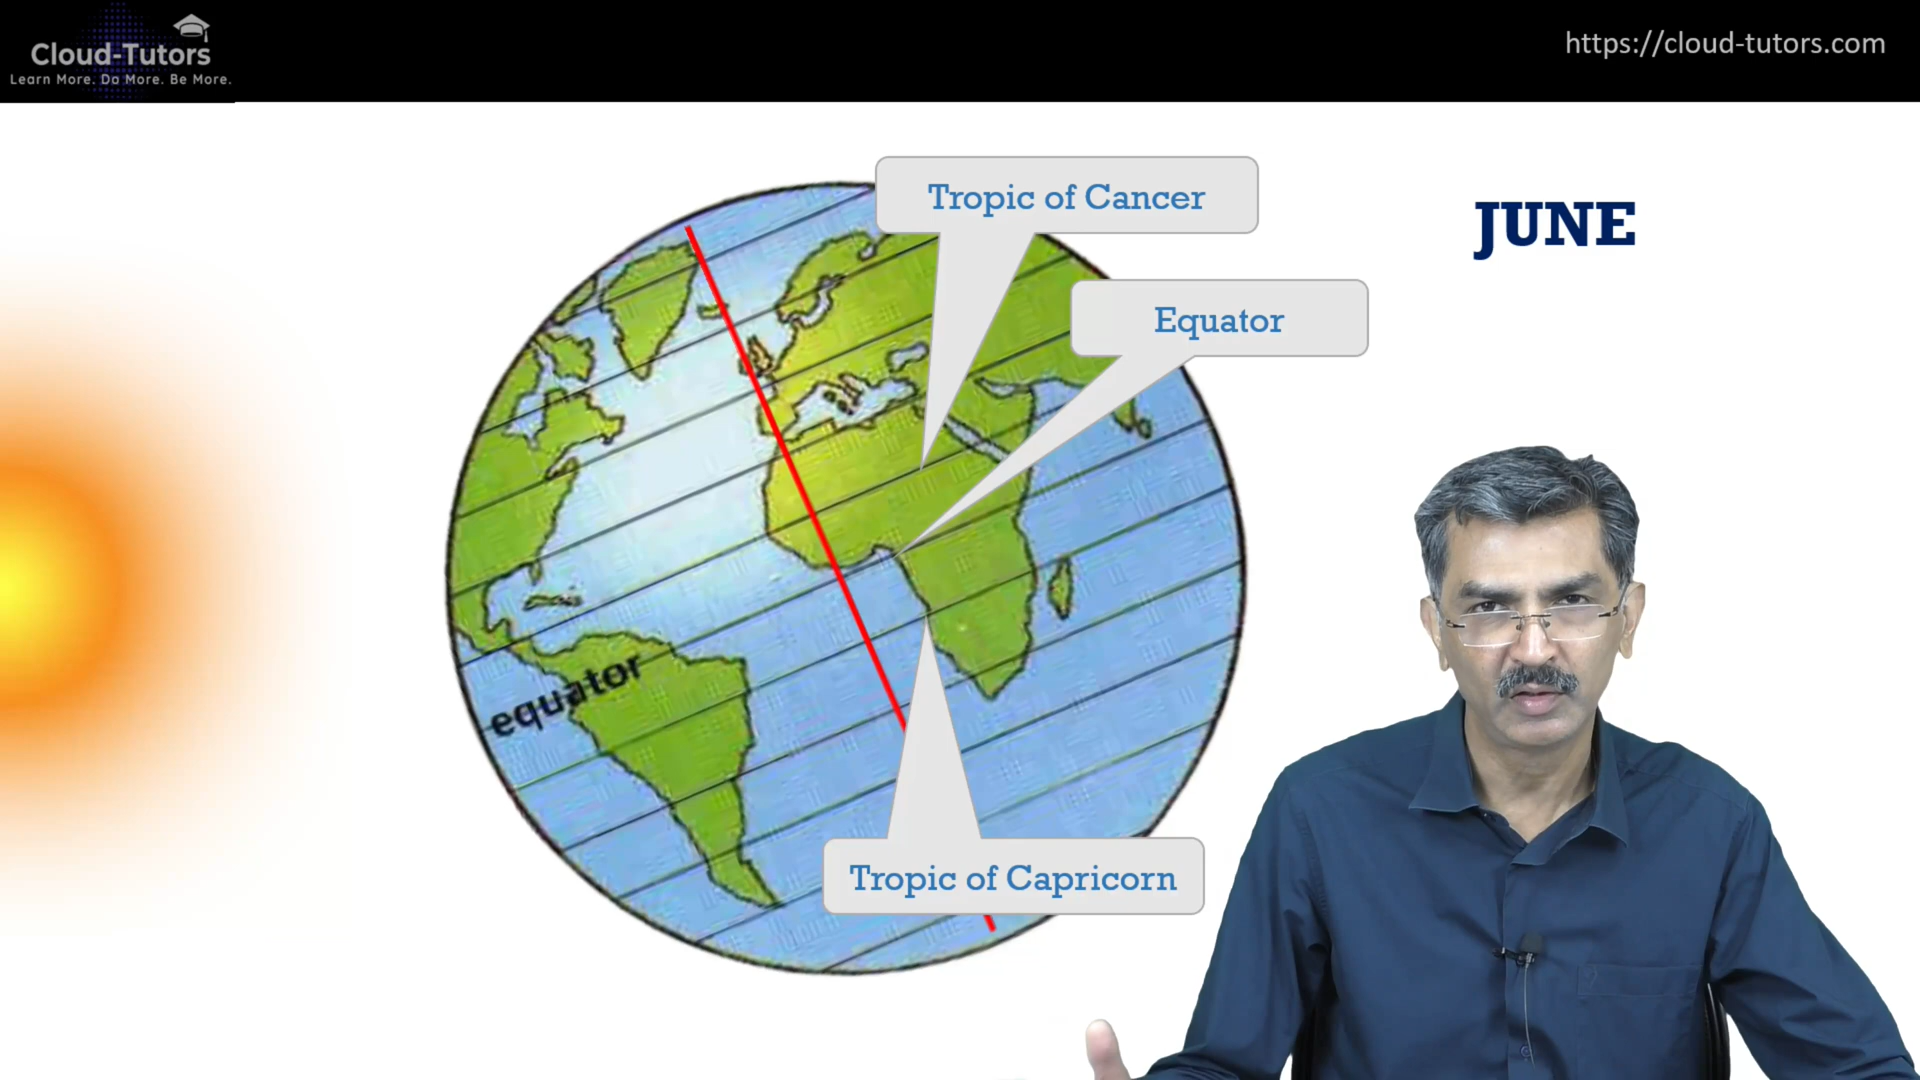 Cloud-Tutors
Learn More. Do More. Be More.
https://cloud-tutors.com
Tropic of Cancer
JUNE
Equator
equator
Tropic of Capricorn